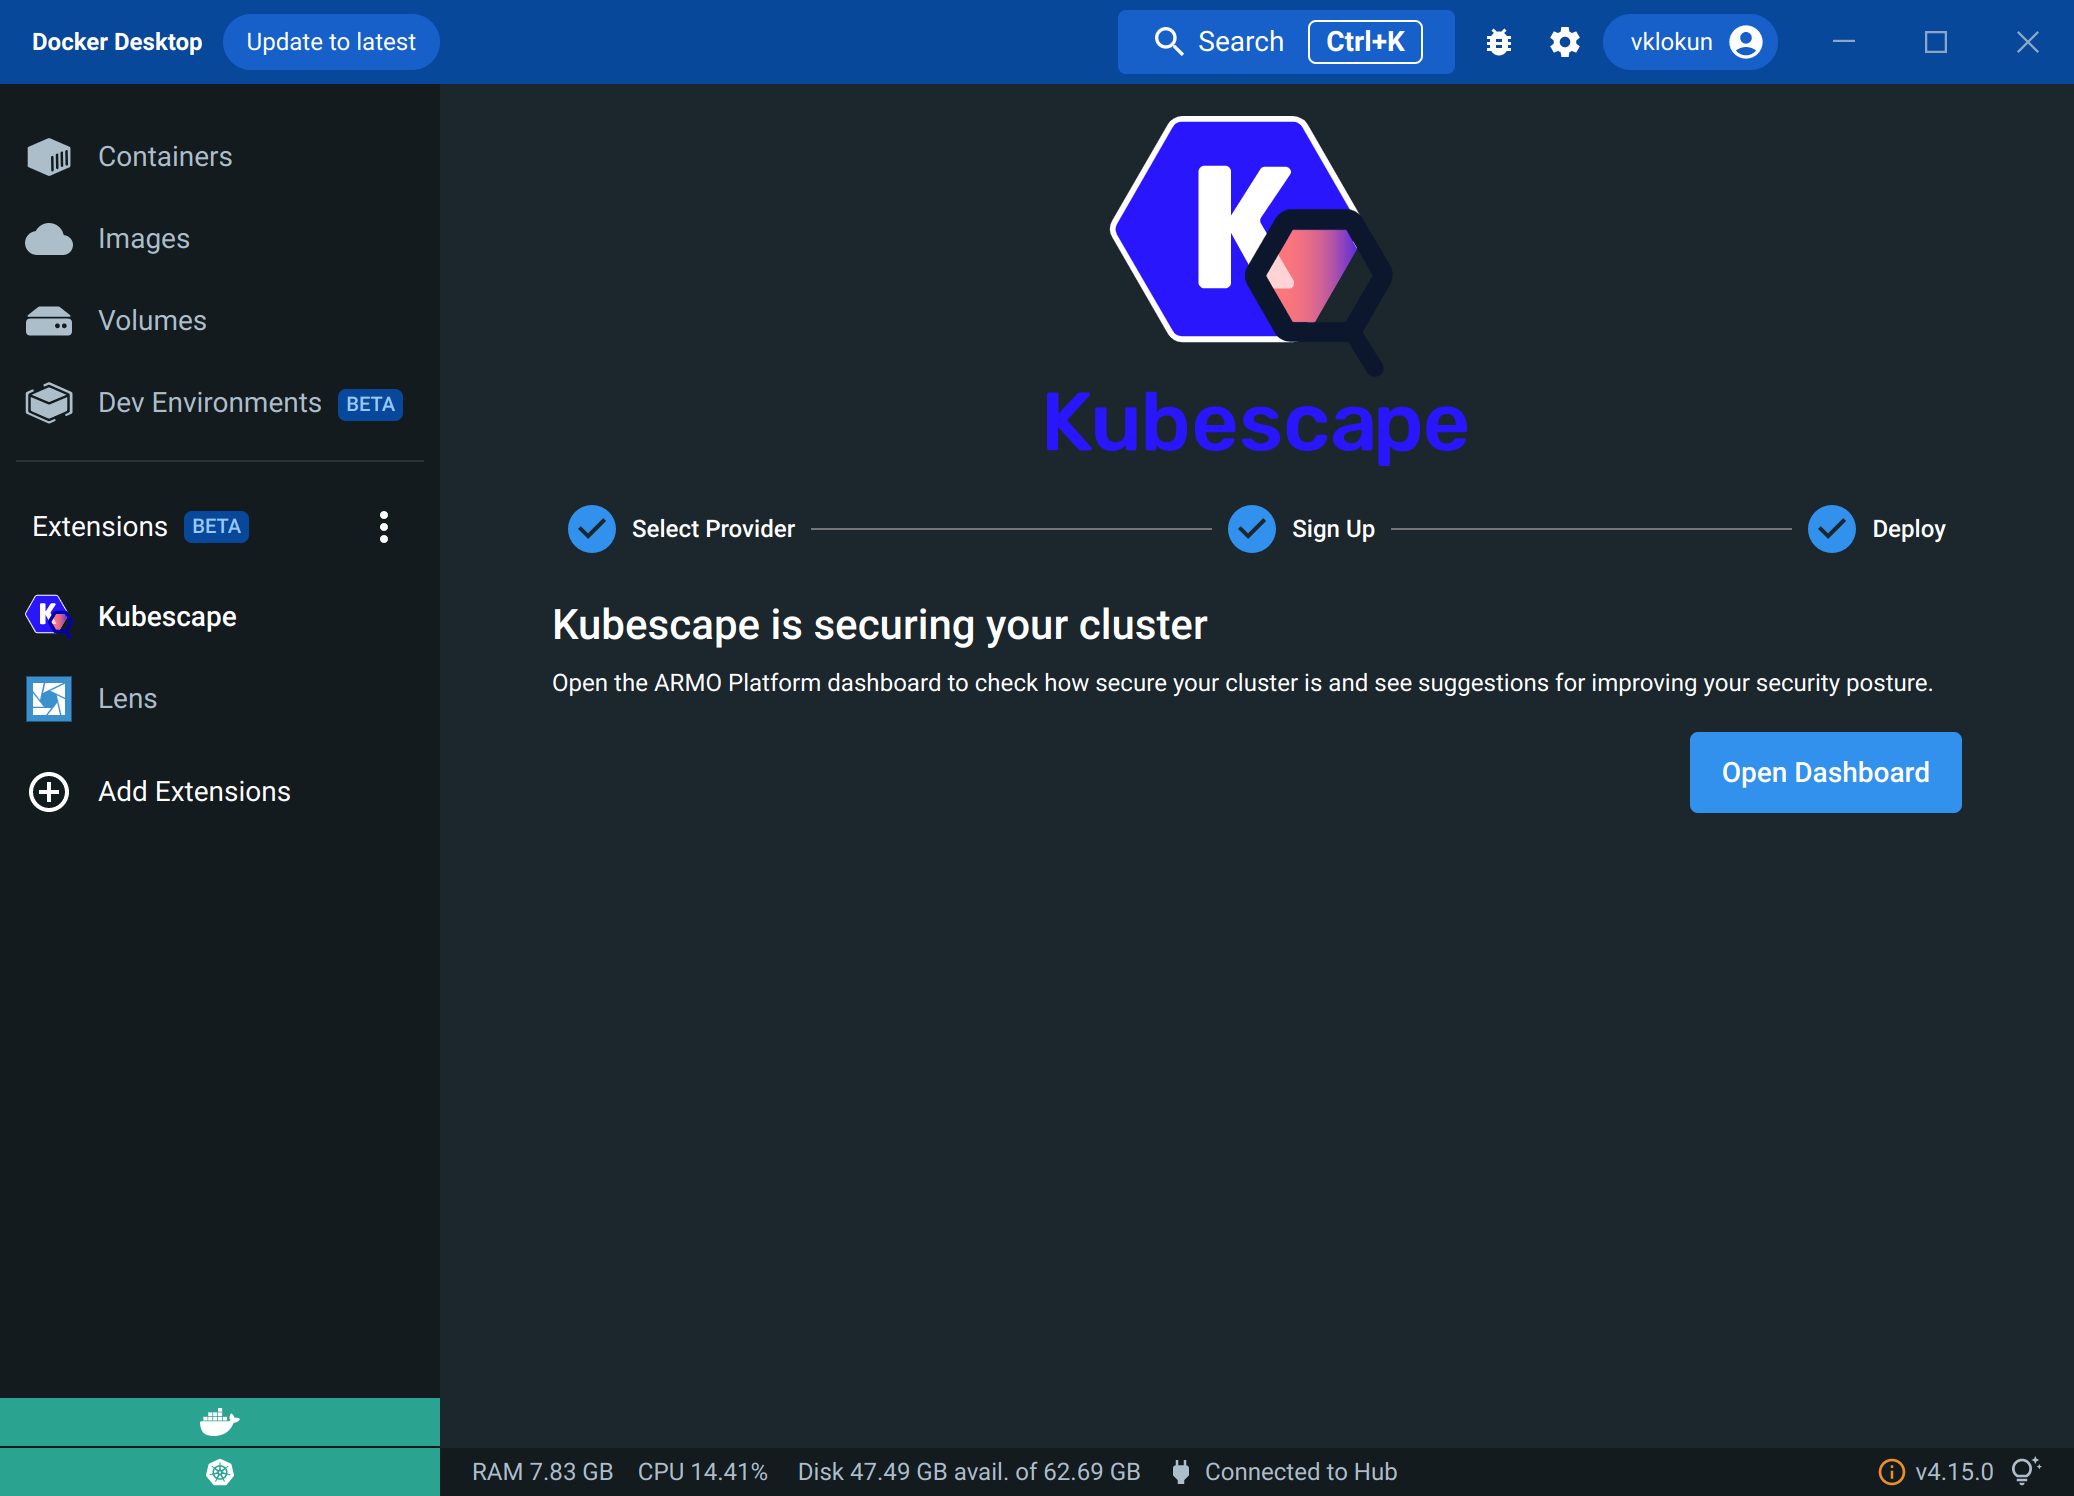 Docker Desktop
Update to latest
Search
Ctrl+K
vklokun
Containers
Images
Volumes
Dev Environments BETA
Extensions BETA
Kubescape
Lens
Add Extensions
K
Kubescape
Select Provider
Sign Up
Deploy
Kubescape is securing your cluster
Open the ARMO Platform dashboard to check how secure your cluster is and see suggestions for improving your security posture.
Open Dashboard
RAM 7.83 GB CPU 14.41% Disk 47.49 GB avail. of 62.69 GB Connected to Hub
v4.15.0